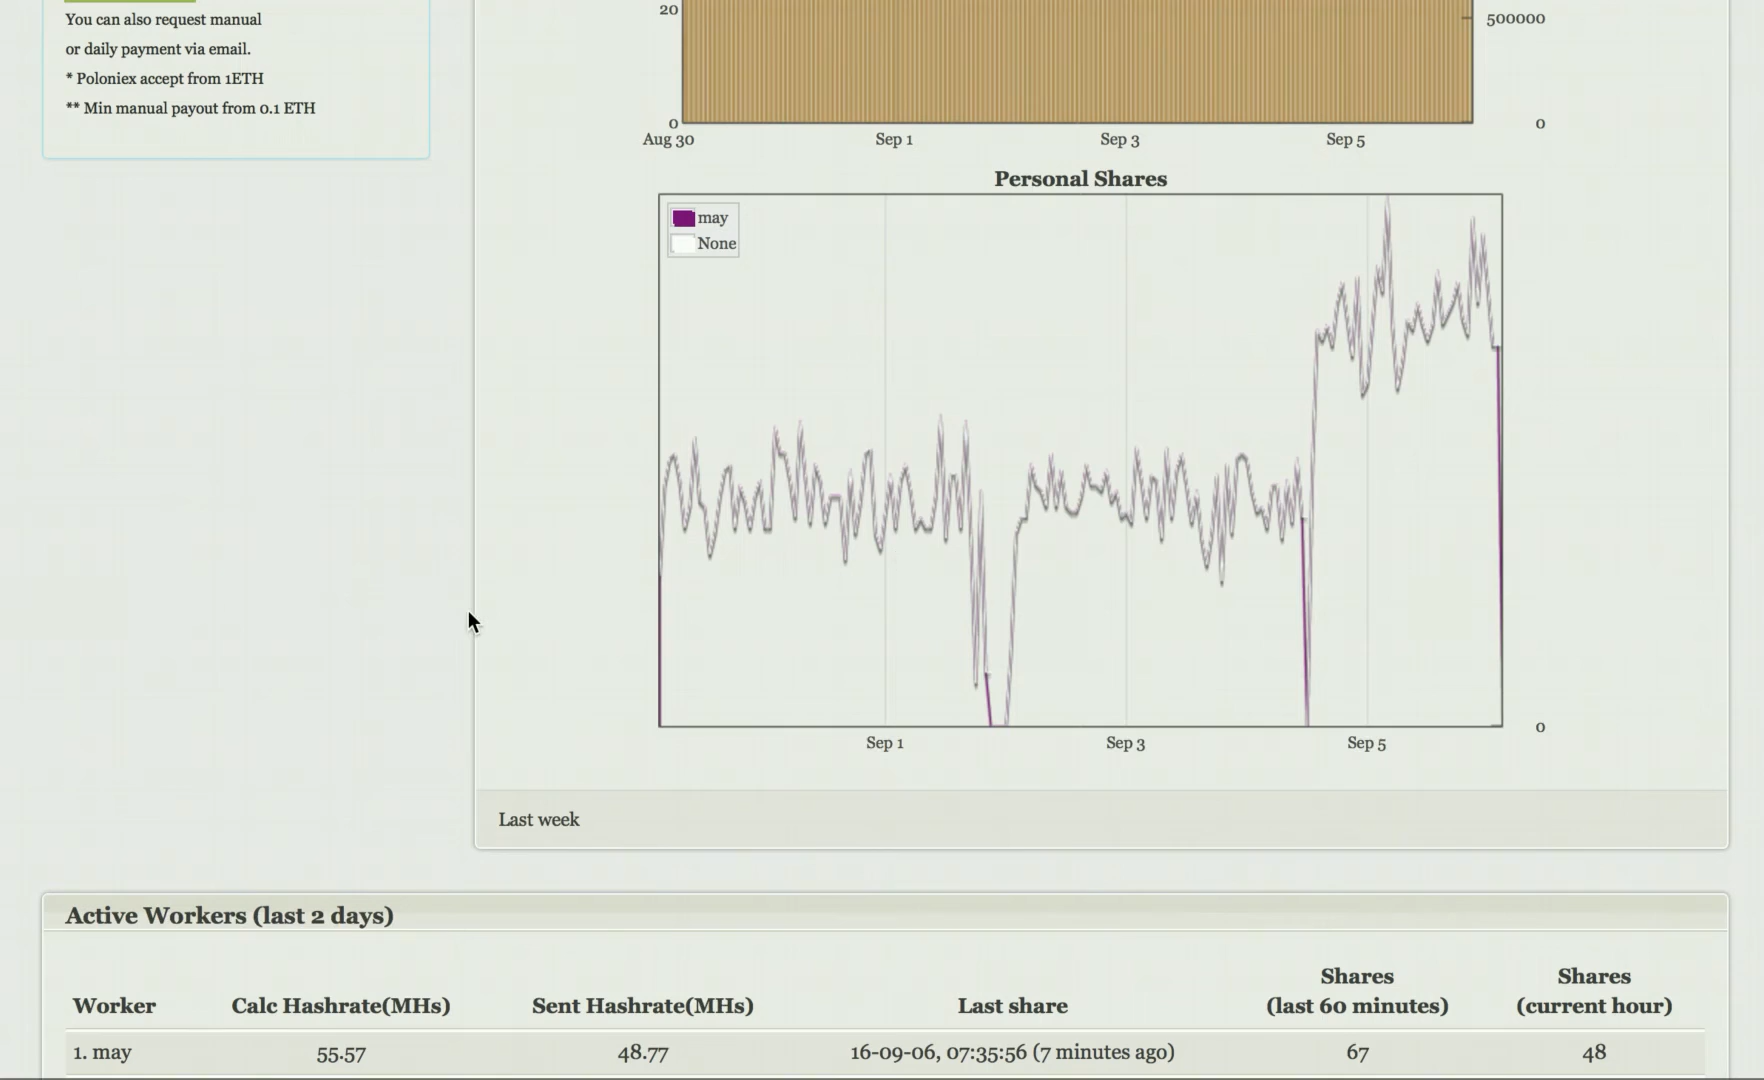 You can also request manual
or daily payment via email.
* Poloniex accept from 1ETH
** Min manual payout from 0.1 ETH
20
500000
0
0
Aug 30
Sep 1
Sep 3
Sep 5
Personal Shares
may
None
0
Sep 1
Sep 3
Sep 5
Last week
Active Workers (last 2 days)
Worker
Calc Hashrate(MHs)
Sent Hashrate(MHs)
Last share
Shares
(last 60 minutes)
Shares
(current hour)
1. may
55.57
48.77
16-09-06, 07:35:56 (7 minutes ago)
67
48